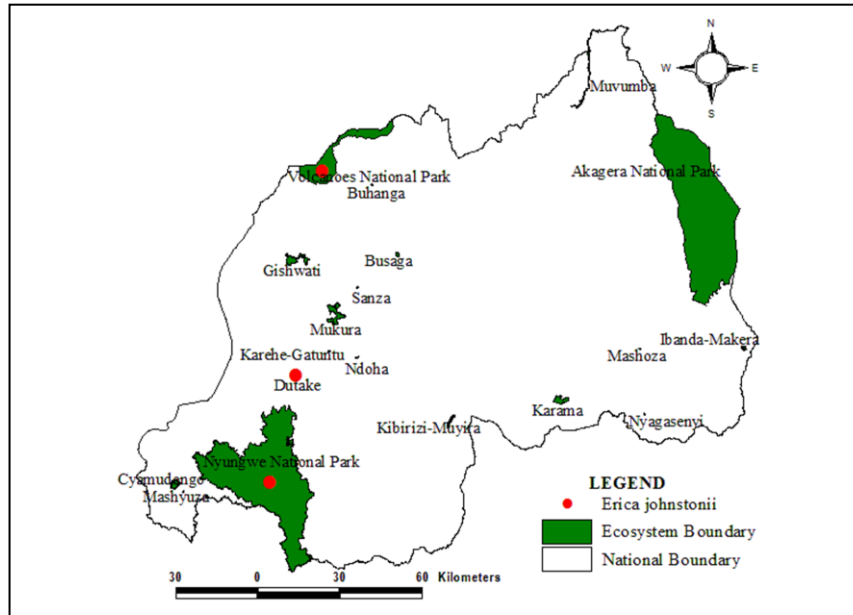 N
W E
S
Muvumba
Volcanoes National Park
Akagera National Park
Buhanga
Gishwati
Busaga
Sanza
Mukura
Karehe-Gaturitu
Ndoha
Dutake
Ibanda-Makera
Mashoza
Karama
Kibirizi-Muyira
Nyagasenyi
Nyungwe National Park
Cyamudongo
Mashyuza
LEGEND
Erica johnstonii
Ecosystem Boundary
National Boundary
30 0 30 60 Kilometers